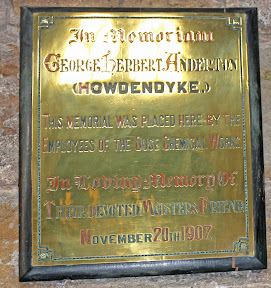 In Memoriam
George Herbert Anderton
(Howdendyke.)
This Memorial Was Placed Here By The
Employees Of The Ouse Chemical Works
In Loving Memory Of
Their Devoted Master & Friend
November 20th 1907.